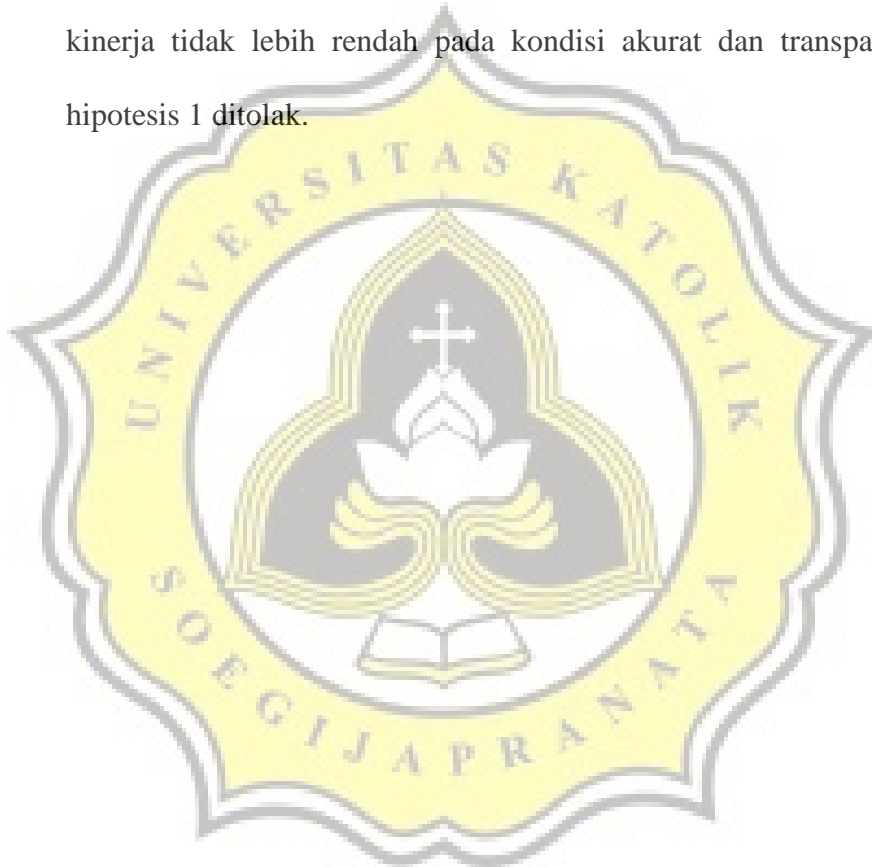 kinerja tidak lebih rendah pada kondisi akurat dan transpa
hipotesis 1 ditolak.
UNIVERSITAS KATOLIK
SOEGIJAPRANATA